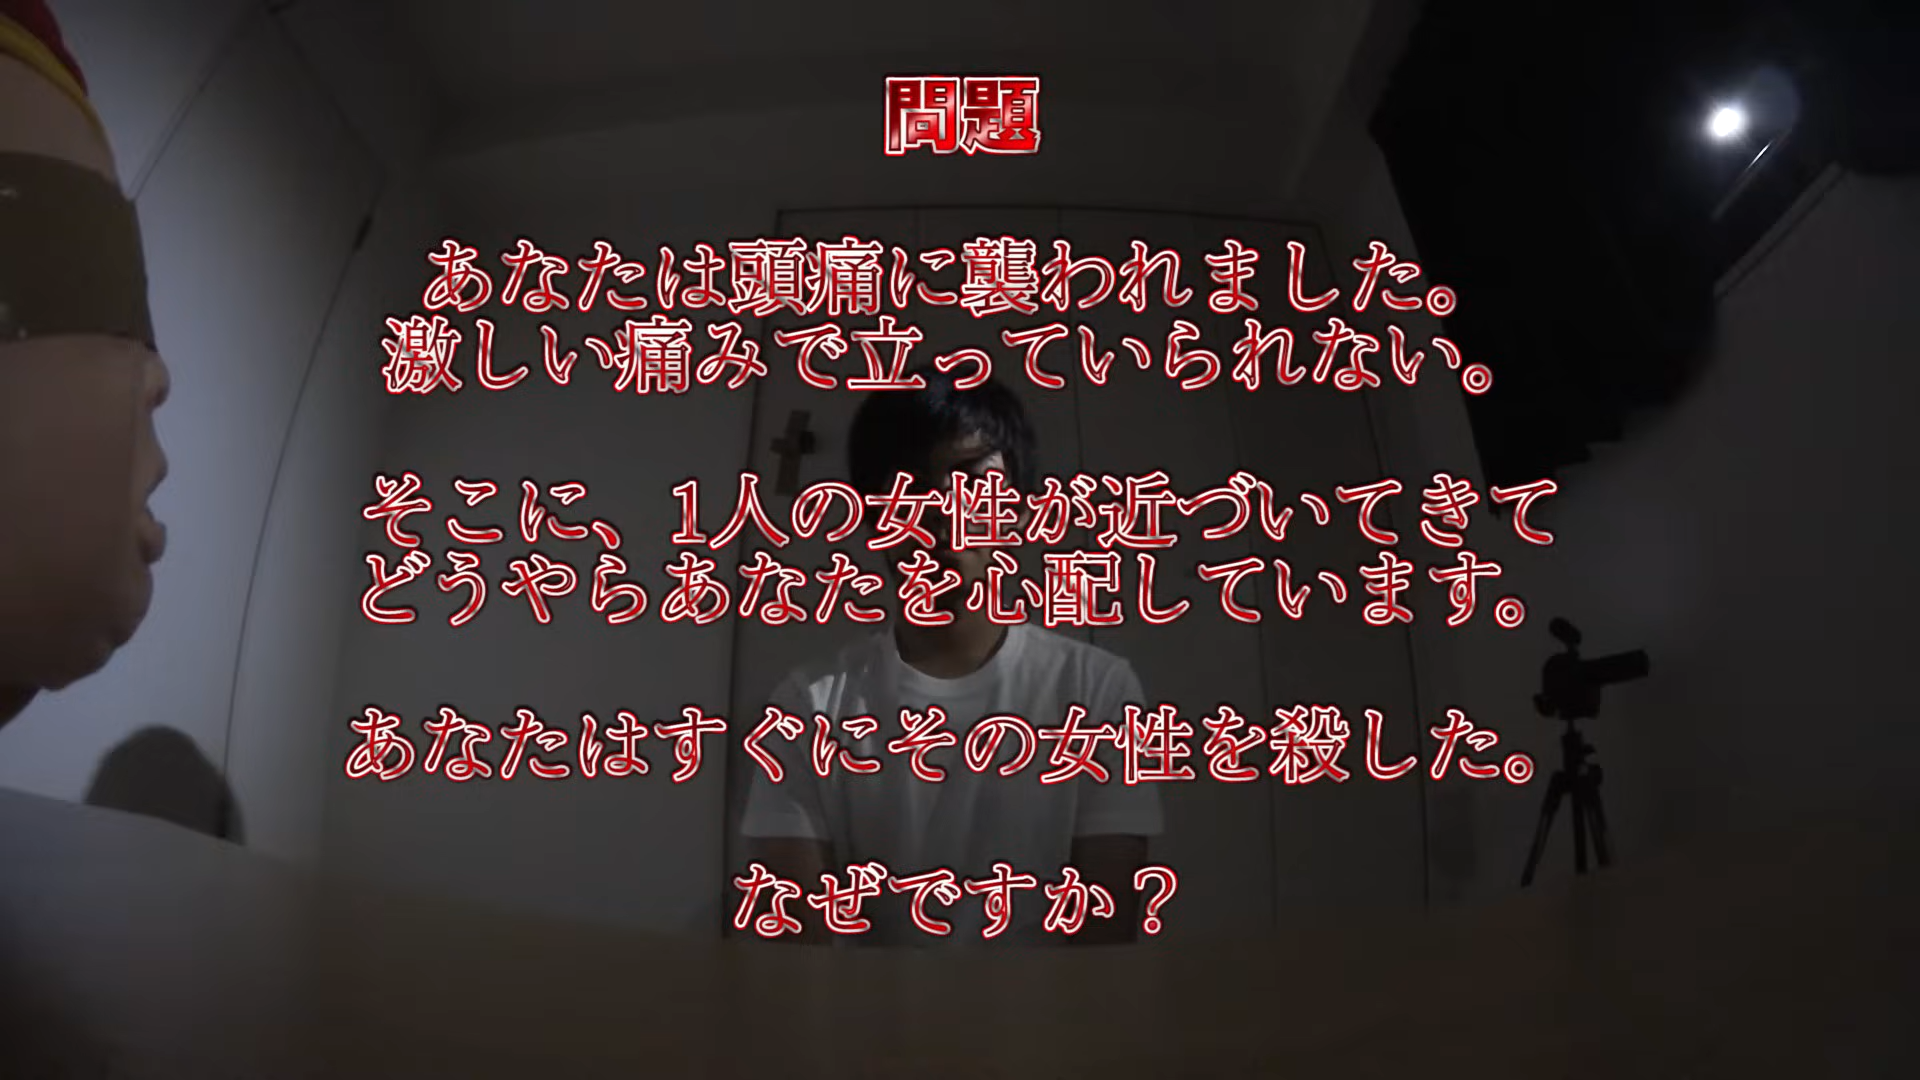 問題
あなたは頭痛に襲われました。
激しい痛みで立っていられない。
そこに、1人の女性が近づいてきて
どうやらあなたを心配しています。
あなたはすぐにその女性を殺した。
なぜですか？